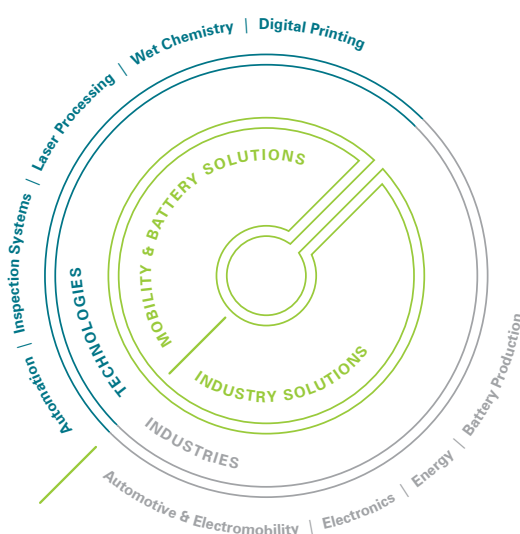 Automation | Inspection Systems | Laser Processing | Wet Chemistry | Digital Printing
TECHNOLOGIES
MOBILITY & BATTERY SOLUTIONS
INDUSTRY SOLUTIONS
INDUSTRIES
Automotive & Electromobility | Electronics | Energy | Battery Production